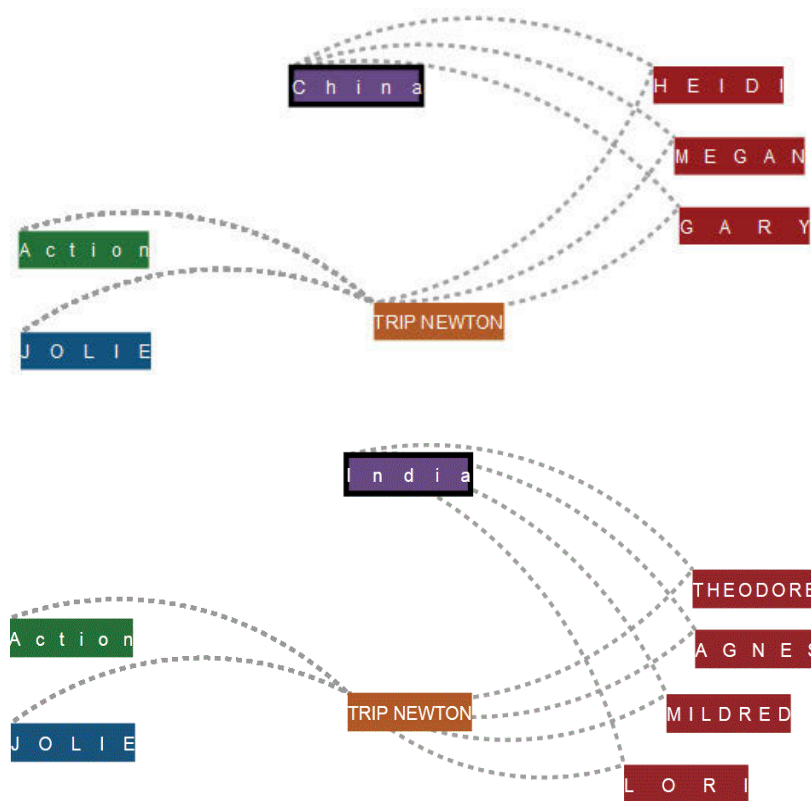 China
HEIDI
MEGAN
GARY
Action
TRIP NEWTON
JOLIE
India
THEODORE
AGNES
Action
MILDRED
TRIP NEWTON
JOLIE
LORI